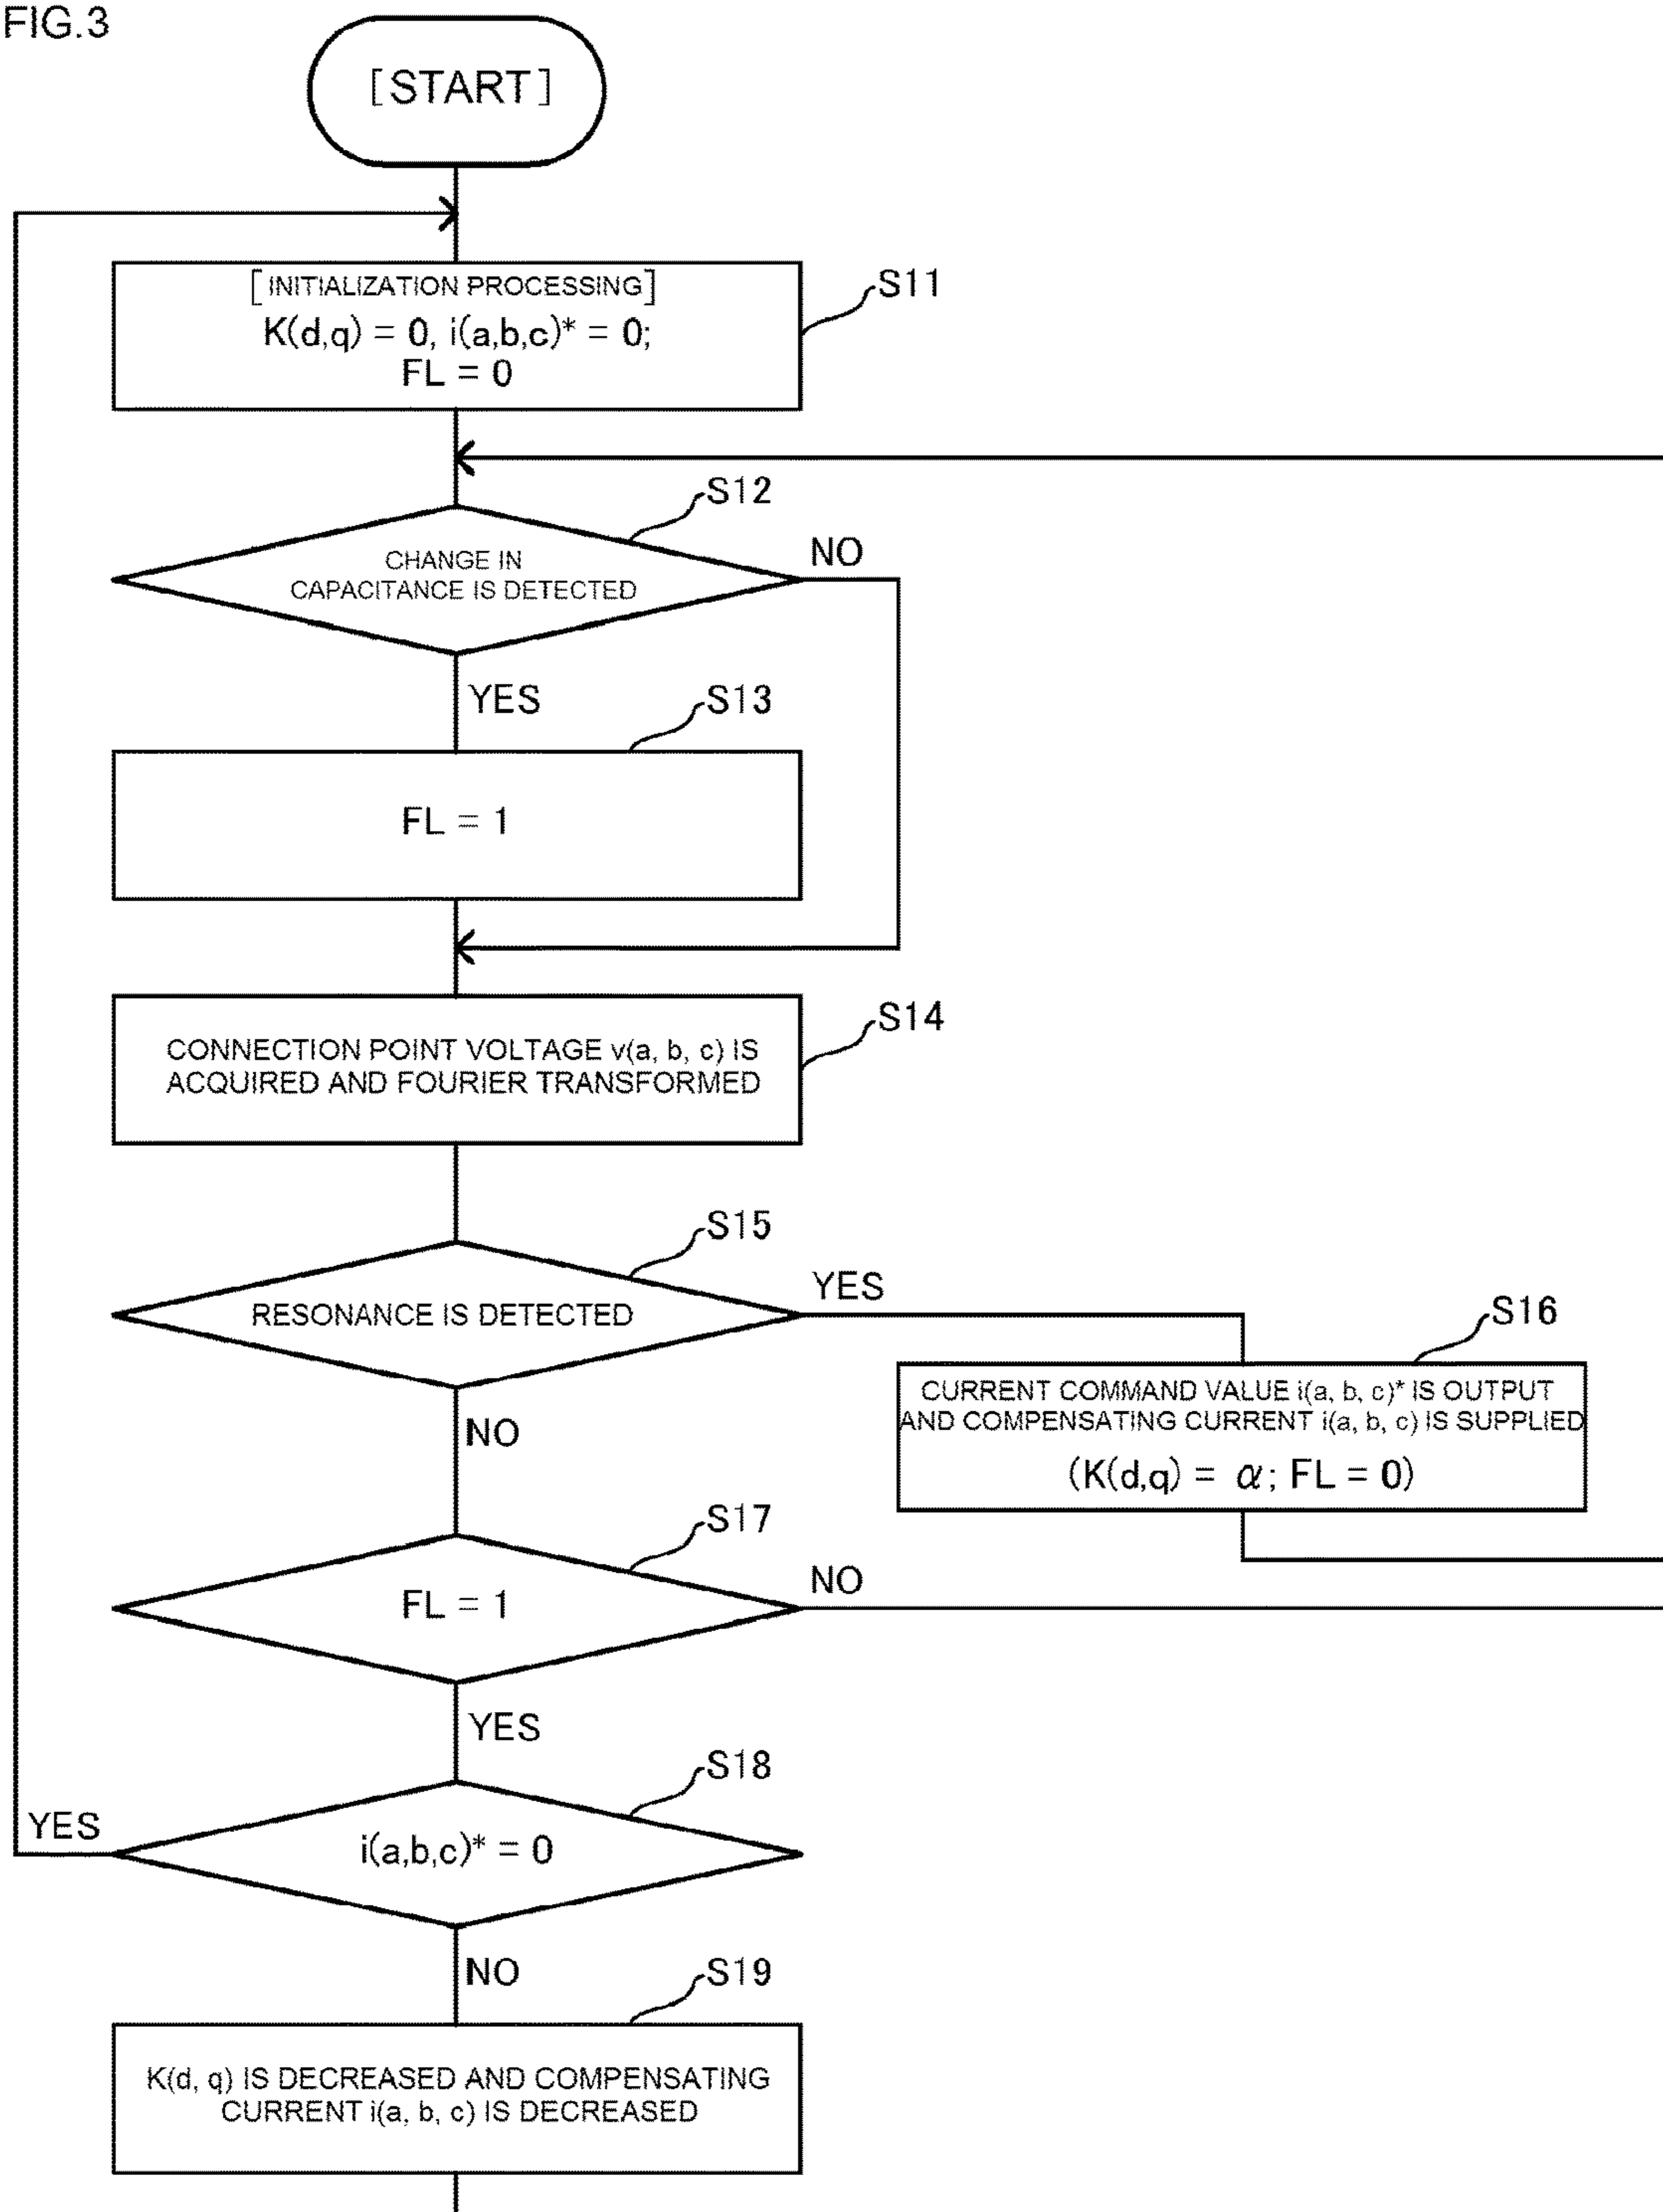 FIG.3
[START]
[INITIALIZATION PROCESSING]
K(d,q) = 0, i(a,b,c)* = 0;
FL = 0
S11
S12
CHANGE IN
CAPACITANCE IS DETECTED
NO
YES
S13
FL = 1
S14
CONNECTION POINT VOLTAGE v(a, b, c) IS
ACQUIRED AND FOURIER TRANSFORMED
S15
RESONANCE IS DETECTED
YES
NO
S16
CURRENT COMMAND VALUE i(a, b, c)* IS OUTPUT
AND COMPENSATING CURRENT i(a, b, c) IS SUPPLIED
(K(d,q) = α; FL = 0)
S17
FL = 1
NO
YES
S18
i(a,b,c)* = 0
YES
NO
S19
K(d, q) IS DECREASED AND COMPENSATING
CURRENT i(a, b, c) IS DECREASED